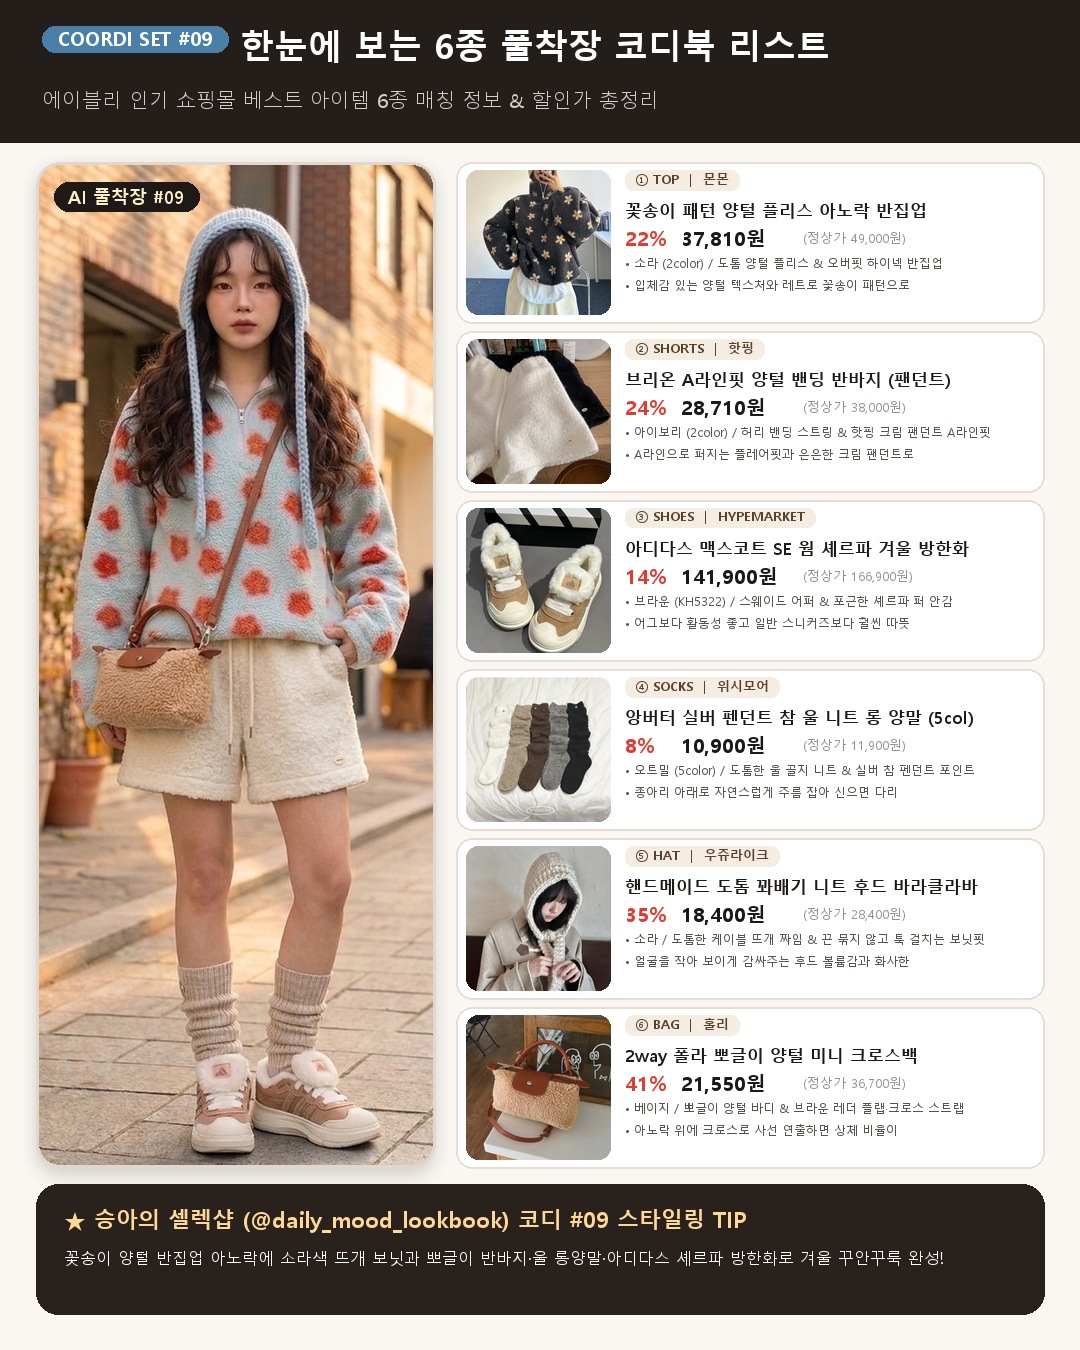 COORDI SET #09 한눈에 보는 6종 풀착장 코디북 리스트
에이블리 인기 쇼핑몰 베스트 아이템 6종 매칭 정보 & 할인가 총정리
AI 풀착장 #09
① TOP | 몬몬
꽃송이 패턴 양털 플리스 아노락 반집업
22% 37,810원 (정상가 49,000원)
• 소라 (2color) / 도톰 양털 플리스 & 오버핏 하이넥 반집업
• 입체감 있는 양털 텍스처와 레트로 꽃송이 패턴으로
② SHORTS | 핫핑
브리온 A라인핏 양털 밴딩 반바지 (팬던트)
24% 28,710원 (정상가 38,000원)
• 아이보리 (2color) / 허리 밴딩 스트링 & 핫핑 크림 팬던트 A라인핏
• A라인으로 퍼지는 플레어핏과 은은한 크림 팬던트로
③ SHOES | HYPEMARKET
아디다스 맥스코트 SE 웜 셰르파 겨울 방한화
14% 141,900원 (정상가 166,900원)
• 브라운 (KH5322) / 스웨이드 어퍼 & 포근한 셰르파 퍼 안감
• 어그보다 활동성 좋고 일반 스니커즈보다 훨씬 따뜻
④ SOCKS | 위시모어
앙버터 실버 펜던트 참 울 니트 롱 양말 (5col)
8% 10,900원 (정상가 11,900원)
• 오트밀 (5color) / 도톰한 울 골지 니트 & 실버 참 펜던트 포인트
• 종아리 아래로 자연스럽게 주름 잡아 신으면 다리
⑤ HAT | 우쥬라이크
핸드메이드 도톰 꽈배기 니트 후드 바라클라바
35% 18,400원 (정상가 28,400원)
• 소라 / 도톰한 케이블 뜨개 짜임 & 끈 묶지 않고 툭 걸치는 보닛핏
• 얼굴을 작아 보이게 감싸주는 후드 볼륨감과 화사한
⑥ BAG | 홀리
2way 폴라 뽀글이 양털 미니 크로스백
41% 21,550원 (정상가 36,700원)
• 베이지 / 뽀글이 양털 바디 & 브라운 레더 플랩·크로스 스트랩
• 아노락 위에 크로스로 사선 연출하면 상체 비율이
★ 승아의 셀렉샵 (@daily_mood_lookbook) 코디 #09 스타일링 TIP
꽃송이 양털 반집업 아노락에 소라색 뜨개 보닛과 뽀글이 반바지·울 롱양말·아디다스 셰르파 방한화로 겨울 꾸안꾸룩 완성!